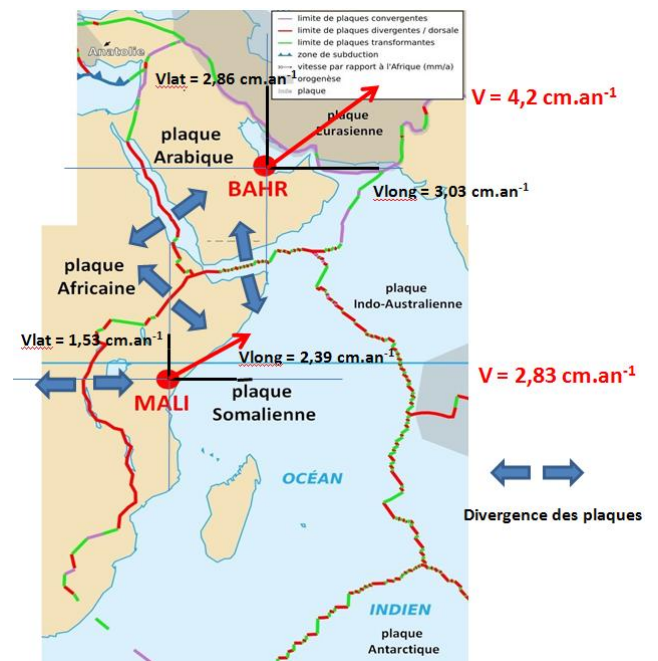 limite de plaques convergentes
limite de plaques divergentes / dorsale
limite de plaques transformantes
zone de subduction
vitesse par rapport à l'Afrique (mm/a)
orogenèse
plaque
Anatolie
Vlat = 2,86 cm.an⁻¹
V = 4,2 cm.an⁻¹
plaque
Eurasienne
plaque
Arabique
BAHR
Vlong = 3,03 cm.an⁻¹
plaque
Africaine
plaque
Indo-Australienne
Vlat = 1,53 cm.an⁻¹
Vlong = 2,39 cm.an⁻¹
V = 2,83 cm.an⁻¹
MALI
plaque
Somalienne
OCÉAN
Divergence des plaques
INDIEN
plaque
Antarctique